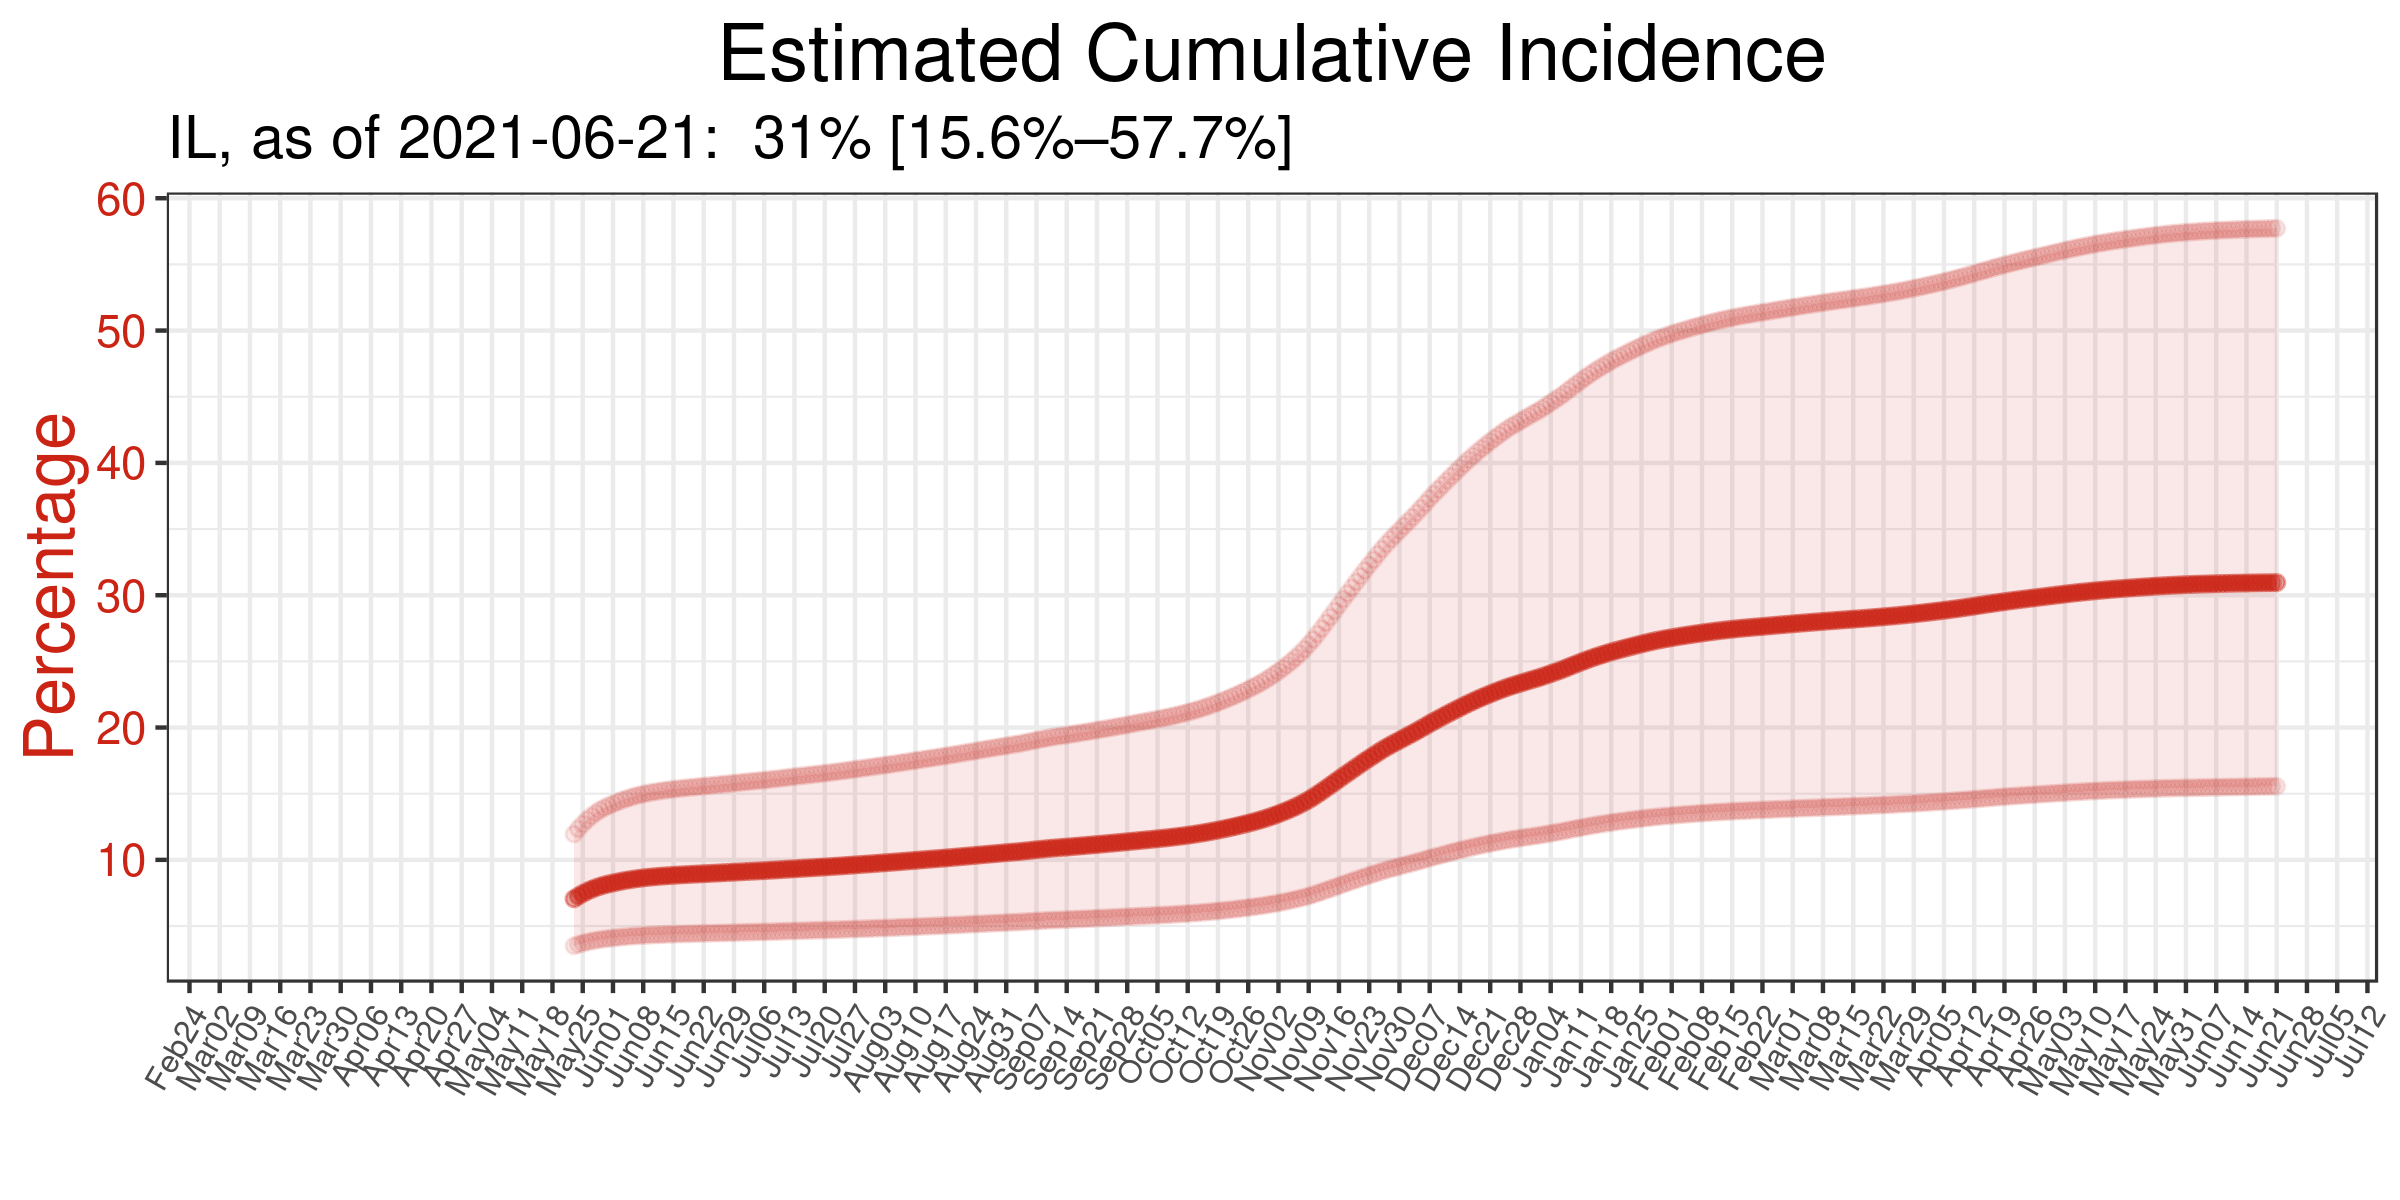 Estimated Cumulative Incidence
IL, as of 2021-06-21:  31% [15.6%–57.7%]
Percentage
60
50
40
30
20
10
Feb24
Mar02
Mar09
Mar16
Mar23
Mar30
Apr06
Apr13
Apr20
Apr27
May04
May11
May18
May25
Jun01
Jun08
Jun15
Jun22
Jun29
Jul06
Jul13
Jul20
Jul27
Aug03
Aug10
Aug17
Aug24
Aug31
Sep07
Sep14
Sep21
Sep28
Oct05
Oct12
Oct19
Oct26
Nov02
Nov09
Nov16
Nov23
Nov30
Dec07
Dec14
Dec21
Dec28
Jan04
Jan11
Jan18
Jan25
Feb01
Feb08
Feb15
Feb22
Mar01
Mar08
Mar15
Mar22
Mar29
Apr05
Apr12
Apr19
Apr26
May03
May10
May17
May24
May31
Jun07
Jun14
Jun21
Jun28
Jul05
Jul12